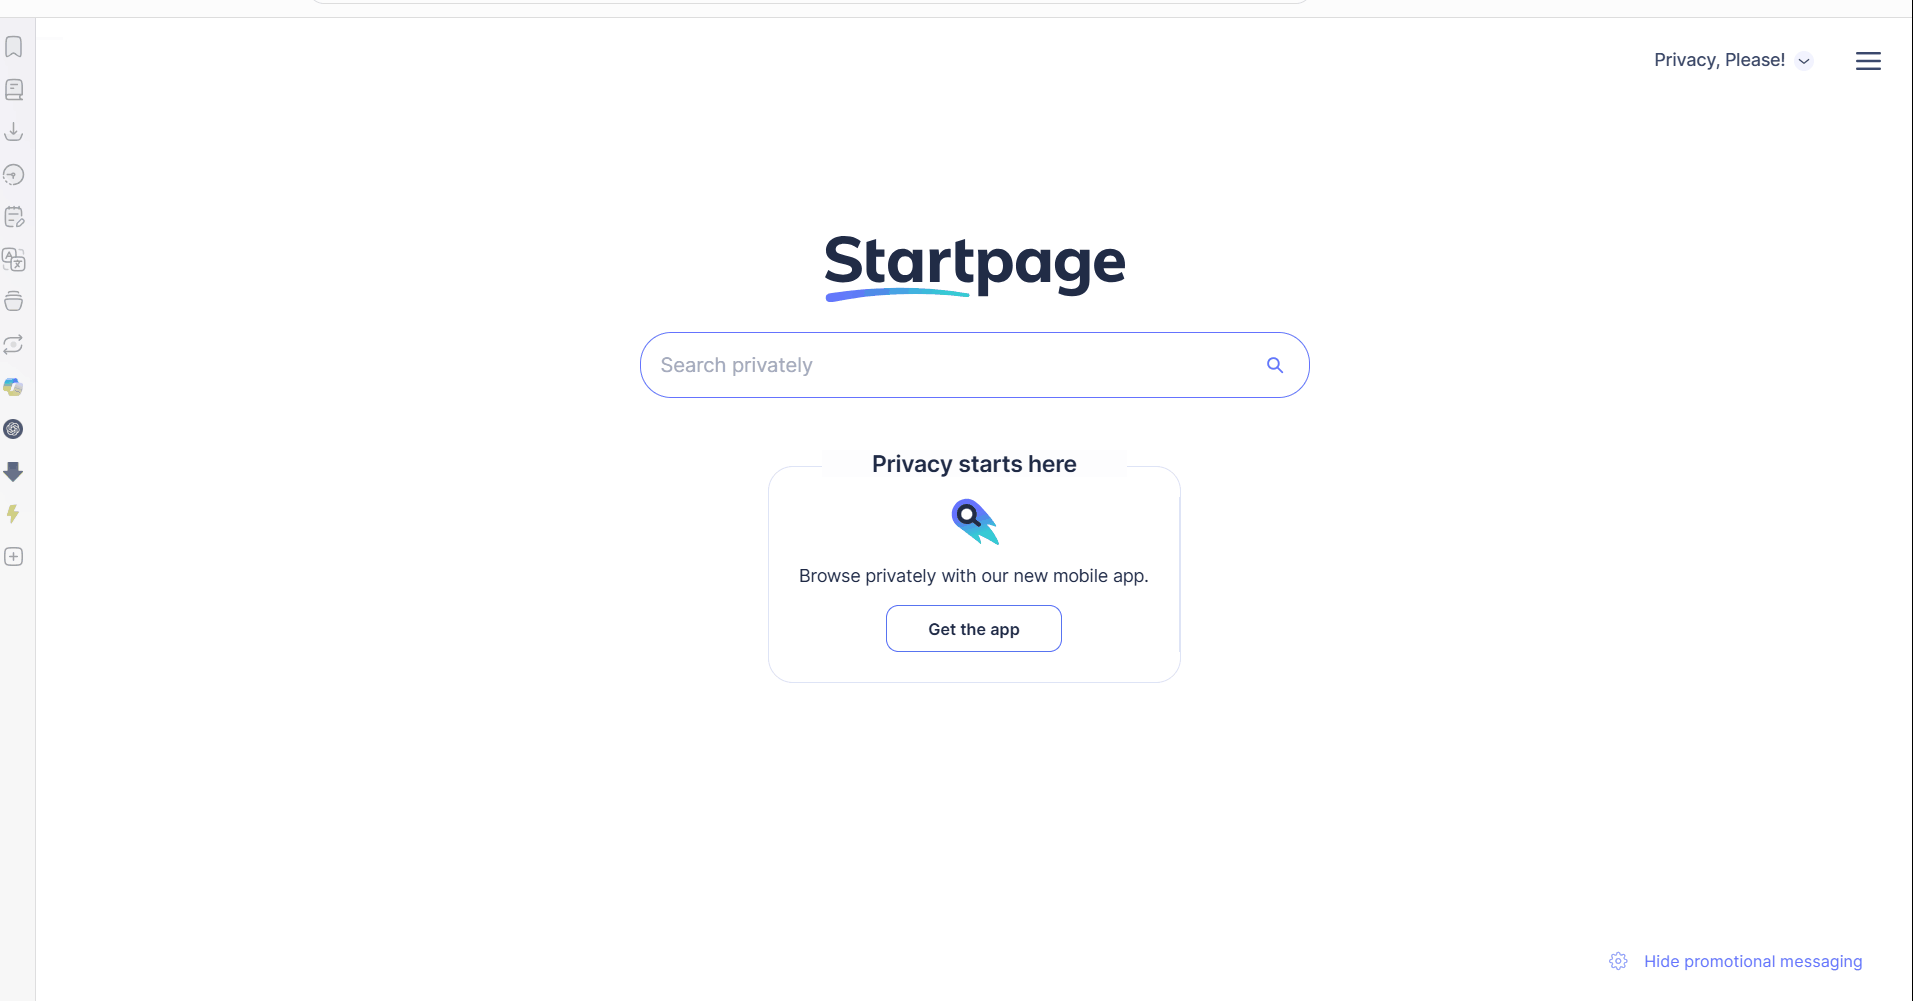 Privacy, Please!
Startpage
Search privately
Privacy starts here
Browse privately with our new mobile app.
Get the app
Hide promotional messaging